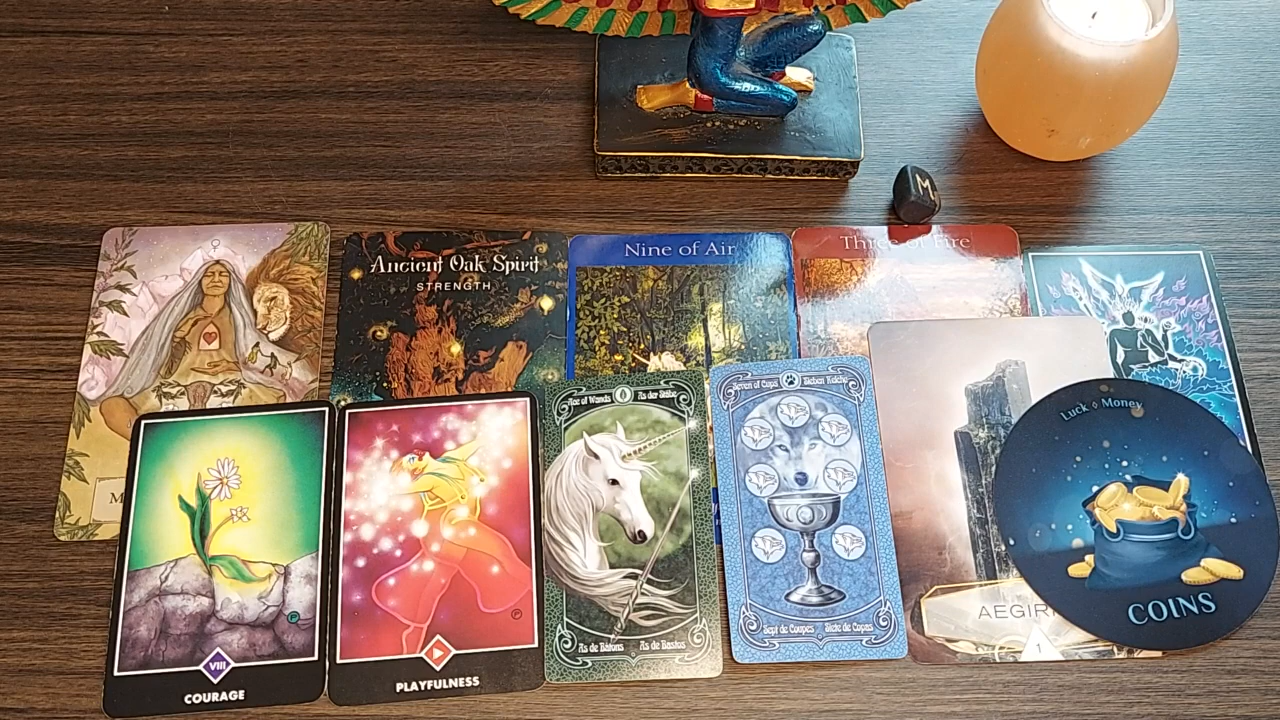 Ancient Oak Spirit
STRENGTH
Nine of Air
Three of Fire
M
VIII
COURAGE
PLAYFULNESS
Ace of Wands
As der Stäbe
As de Bâtons
As de Bastos
Seven of Cups
Sieben Kelche
Sept de Coupes
Siete de Copas
AEGIR
1
Luck ◊ Money
COINS